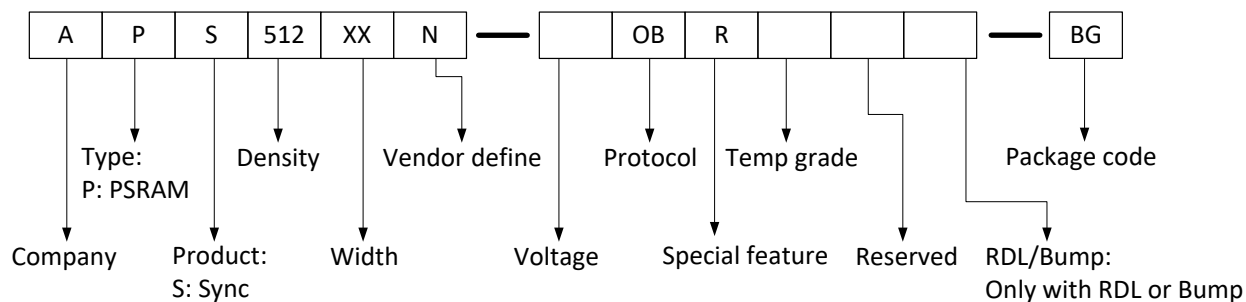 A P S 512 XX N OB R BG
Type:
P: PSRAM
Density
Vendor define
Protocol
Temp grade
Package code
Company
Product:
S: Sync
Width
Voltage
Special feature
Reserved
RDL/Bump:
Only with RDL or Bump